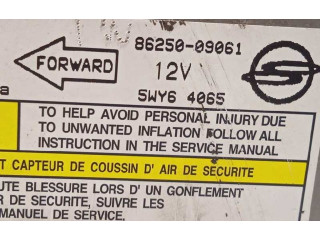 86250-09061
FORWARD
12V
5WY6 4065
a
TO HELP AVOID PERSONAL INJURY DUE
TO UNWANTED INFLATION FOLLOW ALL
INSTRUCTION IN THE SERVICE MANUAL
T CAPTEUR DE COUSSIN D' AIR DE SECURITE
UTE BLESSURE LORS D' UN GONFLEMENT
R DE SECURITE, SUIVRE LES
MANUEL DE SERVICE.